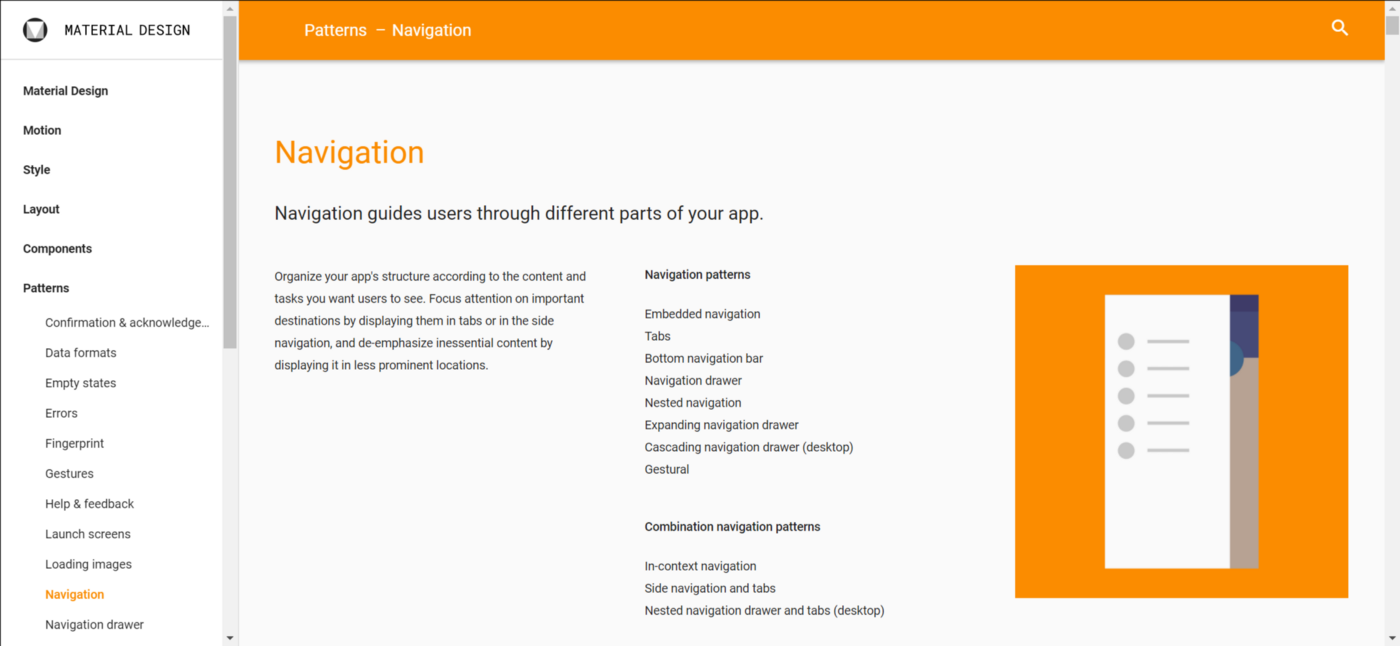 MATERIAL DESIGN
Material Design
Motion
Style
Layout
Components
Patterns
Confirmation & acknowledge...
Data formats
Empty states
Errors
Fingerprint
Gestures
Help & feedback
Launch screens
Loading images
Navigation
Navigation drawer
Patterns – Navigation
Navigation
Navigation guides users through different parts of your app.
Organize your app's structure according to the content and
tasks you want users to see. Focus attention on important
destinations by displaying them in tabs or in the side
navigation, and de-emphasize inessential content by
displaying it in less prominent locations.
Navigation patterns
Embedded navigation
Tabs
Bottom navigation bar
Navigation drawer
Nested navigation
Expanding navigation drawer
Cascading navigation drawer (desktop)
Gestural
Combination navigation patterns
In-context navigation
Side navigation and tabs
Nested navigation drawer and tabs (desktop)